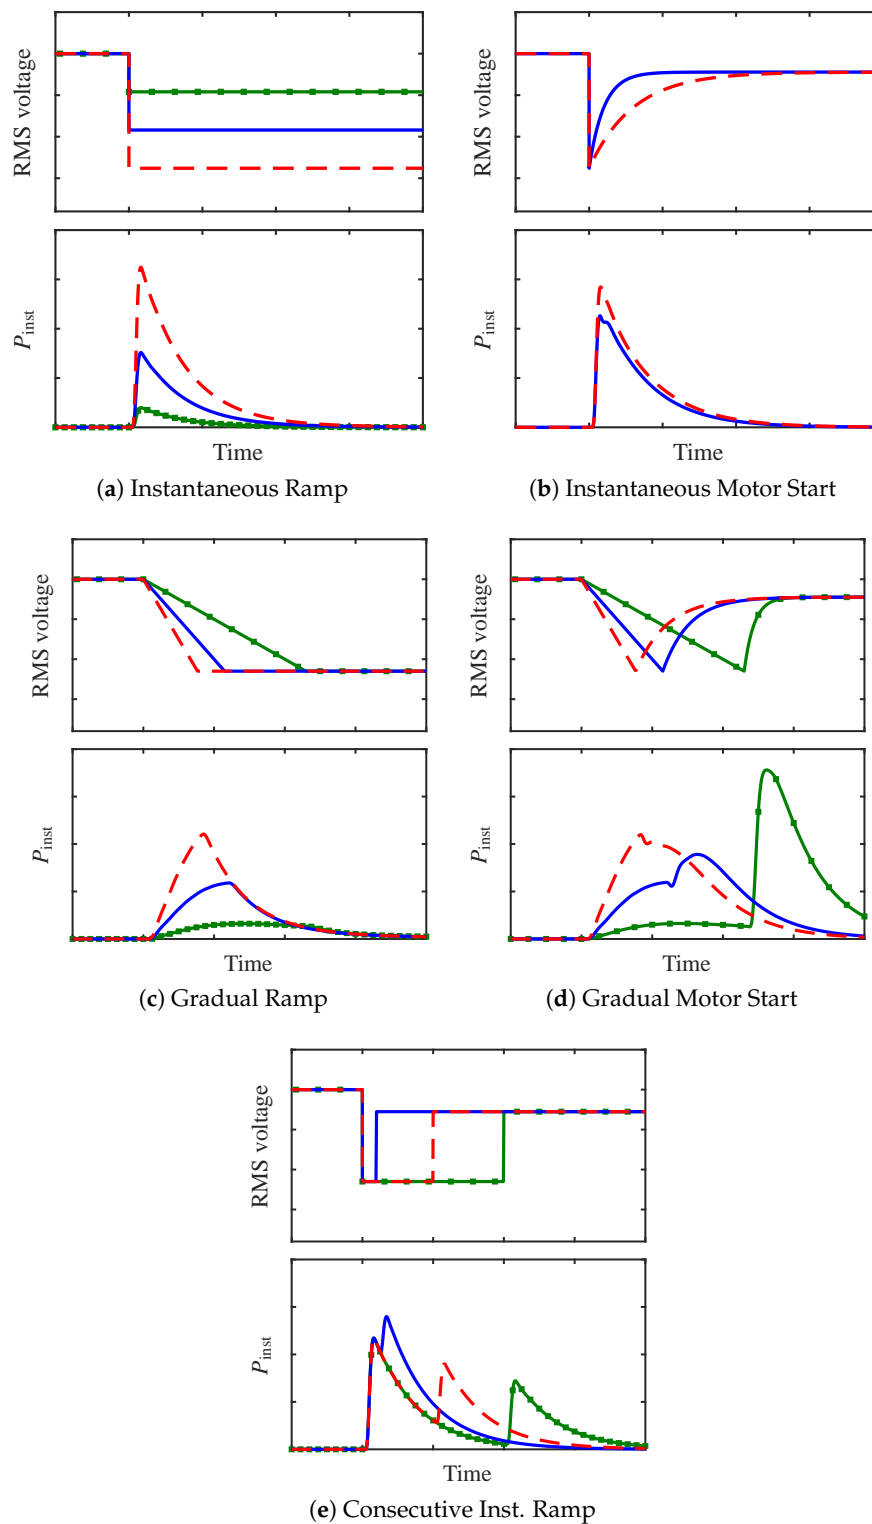 RMS voltage
RMS voltage
P_inst
P_inst
Time
Time
(a) Instantaneous Ramp
(b) Instantaneous Motor Start
RMS voltage
RMS voltage
P_inst
P_inst
Time
Time
(c) Gradual Ramp
(d) Gradual Motor Start
RMS voltage
P_inst
Time
(e) Consecutive Inst. Ramp